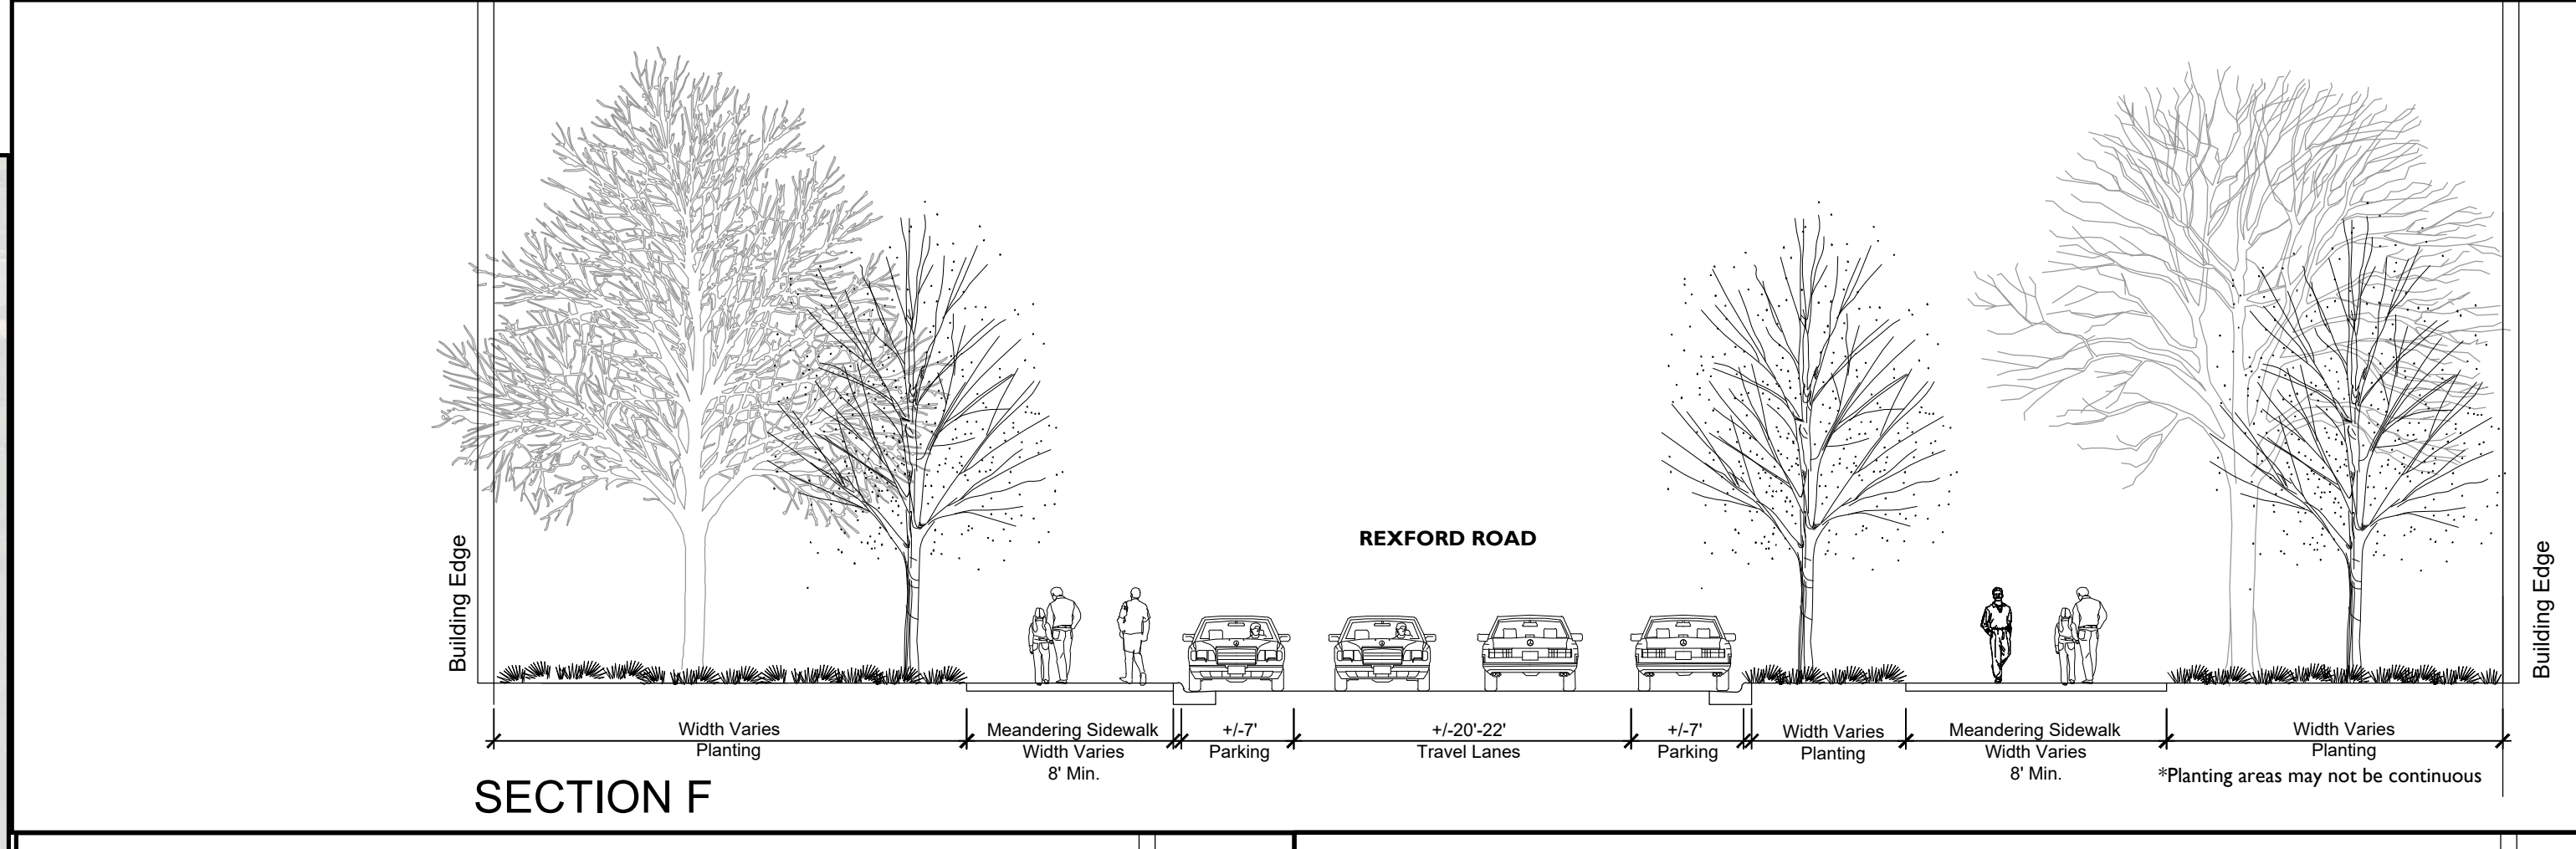 REXFORD ROAD
Building Edge
Building Edge
Width Varies
Planting
Meandering Sidewalk
Width Varies
8' Min.
+/-7'
Parking
+/-20'-22'
Travel Lanes
+/-7'
Parking
Width Varies
Planting
Meandering Sidewalk
Width Varies
8' Min.
Width Varies
Planting
*Planting areas may not be continuous
SECTION F